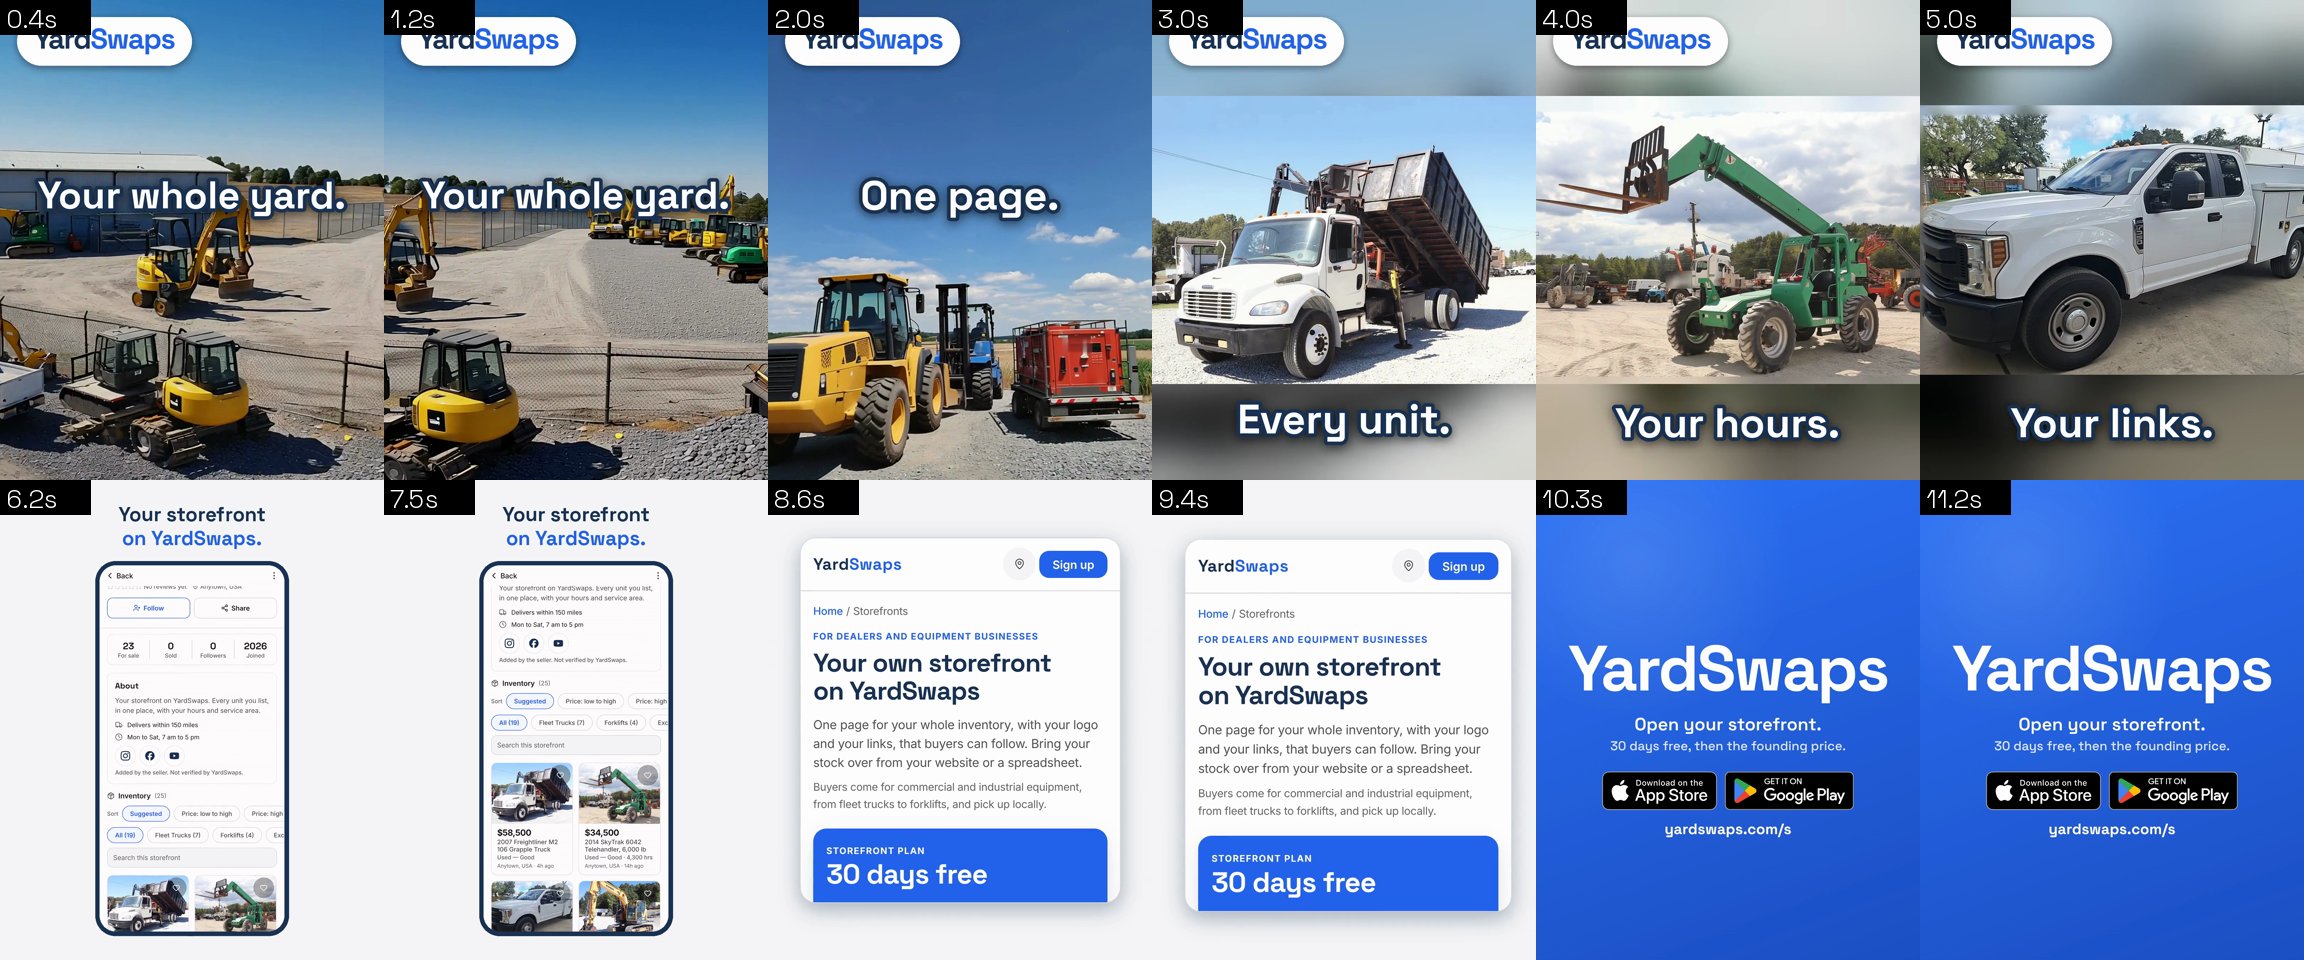 0.4s
YardSwaps
Your whole yard.
1.2s
YardSwaps
Your whole yard.
2.0s
YardSwaps
One page.
3.0s
YardSwaps
Every unit.
4.0s
YardSwaps
Your hours.
5.0s
YardSwaps
Your links.
6.2s
Your storefront
on YardSwaps.
Back
No reviews yet
Anytown, USA
Follow
Share
23
For sale
0
Sold
0
Followers
2026
Joined
About
Your storefront on YardSwaps. Every unit you list,
in one place, with your hours and service area.
Delivers within 150 miles
Mon to Sat, 7 am to 5 pm
Added by the seller. Not verified by YardSwaps.
Inventory (25)
Sort
Suggested
Price: low to high
Price: high
All (19)
Fleet Trucks (7)
Forklifts (4)
Exc
Search this storefront
7.5s
Your storefront
on YardSwaps.
Back
Your storefront on YardSwaps. Every unit you list,
in one place, with your hours and service area.
Delivers within 150 miles
Mon to Sat, 7 am to 5 pm
Added by the seller. Not verified by YardSwaps.
Inventory (25)
Sort
Suggested
Price: low to high
Price: high
All (19)
Fleet Trucks (7)
Forklifts (4)
Exc
Search this storefront
$58,500
2007 Freightliner M2
106 Grapple Truck
Used — Good
Anytown, USA · 4h ago
$34,500
2014 SkyTrak 6042
Telehandler, 6,000 lb
Used — Good · 4,300 hrs
Anytown, USA · 14h ago
8.6s
YardSwaps
Sign up
Home / Storefronts
FOR DEALERS AND EQUIPMENT BUSINESSES
Your own storefront
on YardSwaps
One page for your whole inventory, with your logo
and your links, that buyers can follow. Bring your
stock over from your website or a spreadsheet.
Buyers come for commercial and industrial equipment,
from fleet trucks to forklifts, and pick up locally.
STOREFRONT PLAN
30 days free
9.4s
YardSwaps
Sign up
Home / Storefronts
FOR DEALERS AND EQUIPMENT BUSINESSES
Your own storefront
on YardSwaps
One page for your whole inventory, with your logo
and your links, that buyers can follow. Bring your
stock over from your website or a spreadsheet.
Buyers come for commercial and industrial equipment,
from fleet trucks to forklifts, and pick up locally.
STOREFRONT PLAN
30 days free
10.3s
YardSwaps
Open your storefront.
30 days free, then the founding price.
Download on the
App Store
GET IT ON
Google Play
yardswaps.com/s
11.2s
YardSwaps
Open your storefront.
30 days free, then the founding price.
Download on the
App Store
GET IT ON
Google Play
yardswaps.com/s